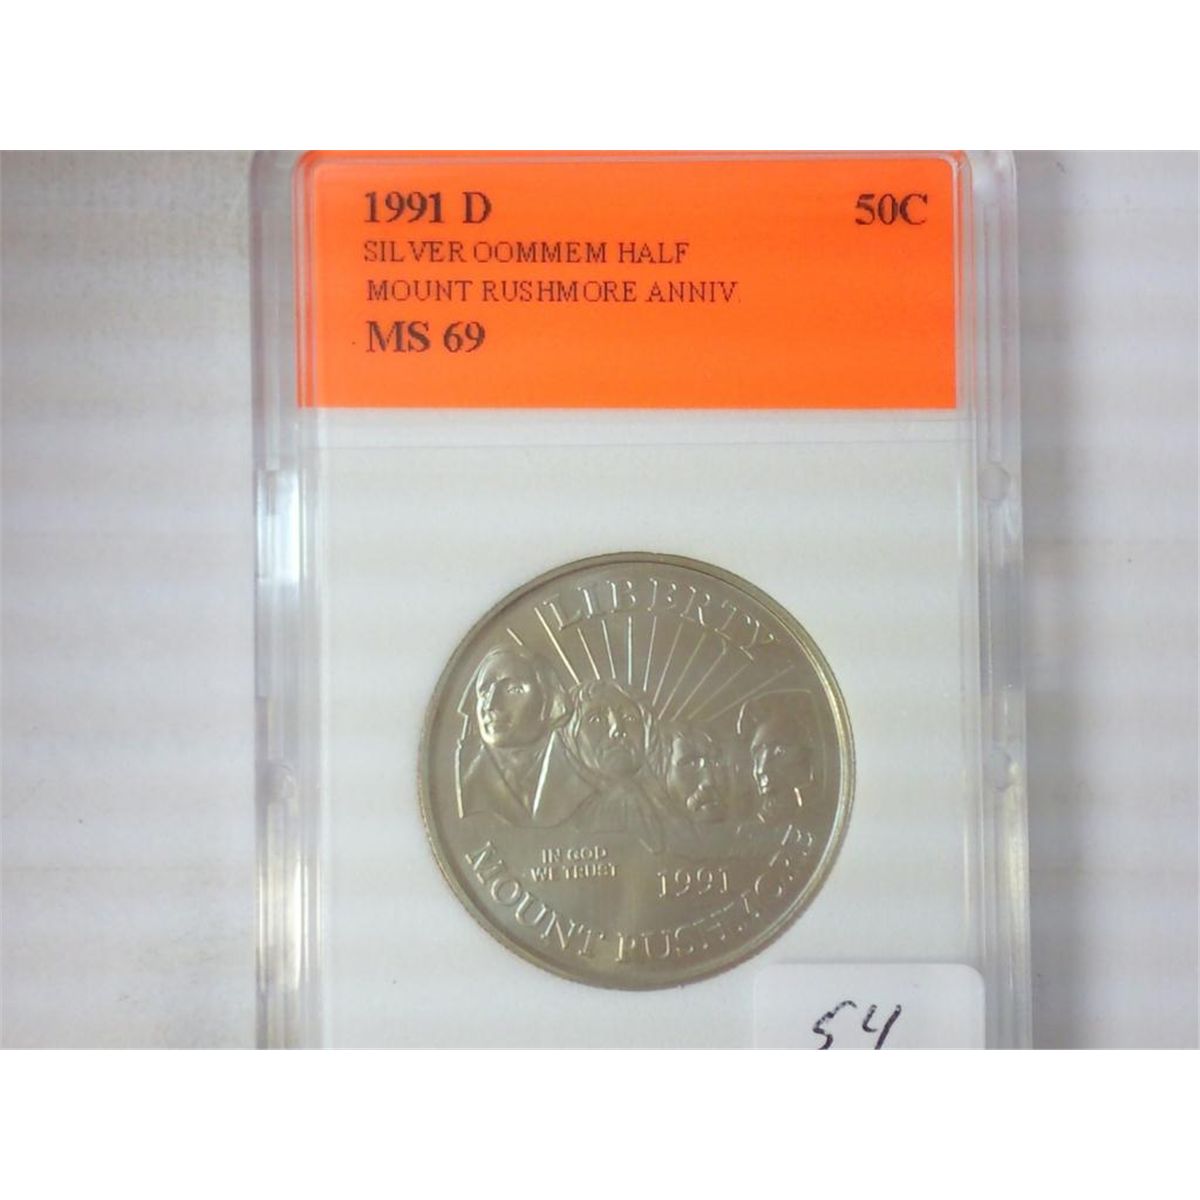 1991 D 50C
SILVER OOMMEM HALF
MOUNT RUSHMORE ANNIV.
MS 69
LIBERTY
IN GOD
WE TRUST
1991
MOUNT RUSHMORE
54